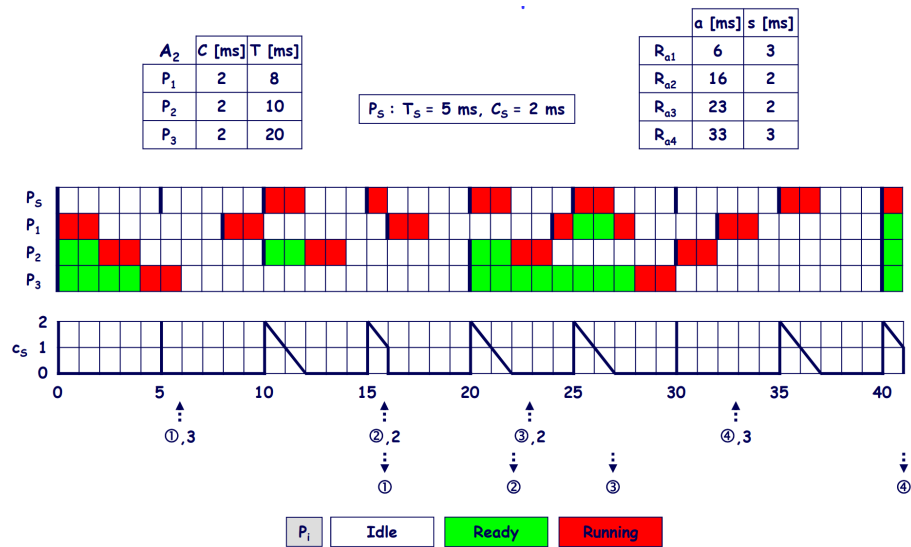 a [ms] s [ms]
A₂ C [ms] T [ms]
Rₐ₁ 6 3
P₁ 2 8
Rₐ₂ 16 2
P₂ 2 10
Pₛ : Tₛ = 5 ms, Cₛ = 2 ms
Rₐ₃ 23 2
P₃ 2 20
Rₐ₄ 33 3
Pₛ
P₁
P₂
P₃
2
cₛ 1
0
0 5 10 15 20 25 30 35 40
①,3 ②,2 ③,2 ④,3
① ② ③ ④
Pᵢ Idle Ready Running